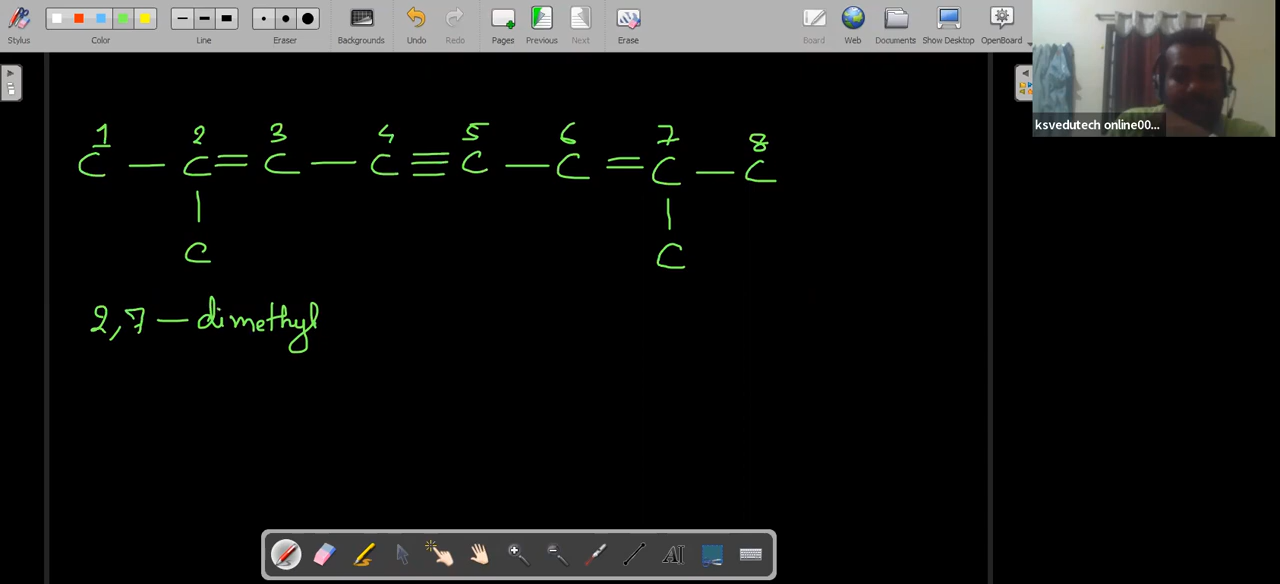 Stylus
Color
Line
Eraser
Backgrounds
Undo
Redo
Pages
Previous
Next
Erase
Board
Web
Documents
Show Desktop
OpenBoard
ksvedutech online00...
1 2 3 4 5 6 7 8
C — C = C — C ≡ C — C = C — C
C C
2,7 — dimethyl
AI